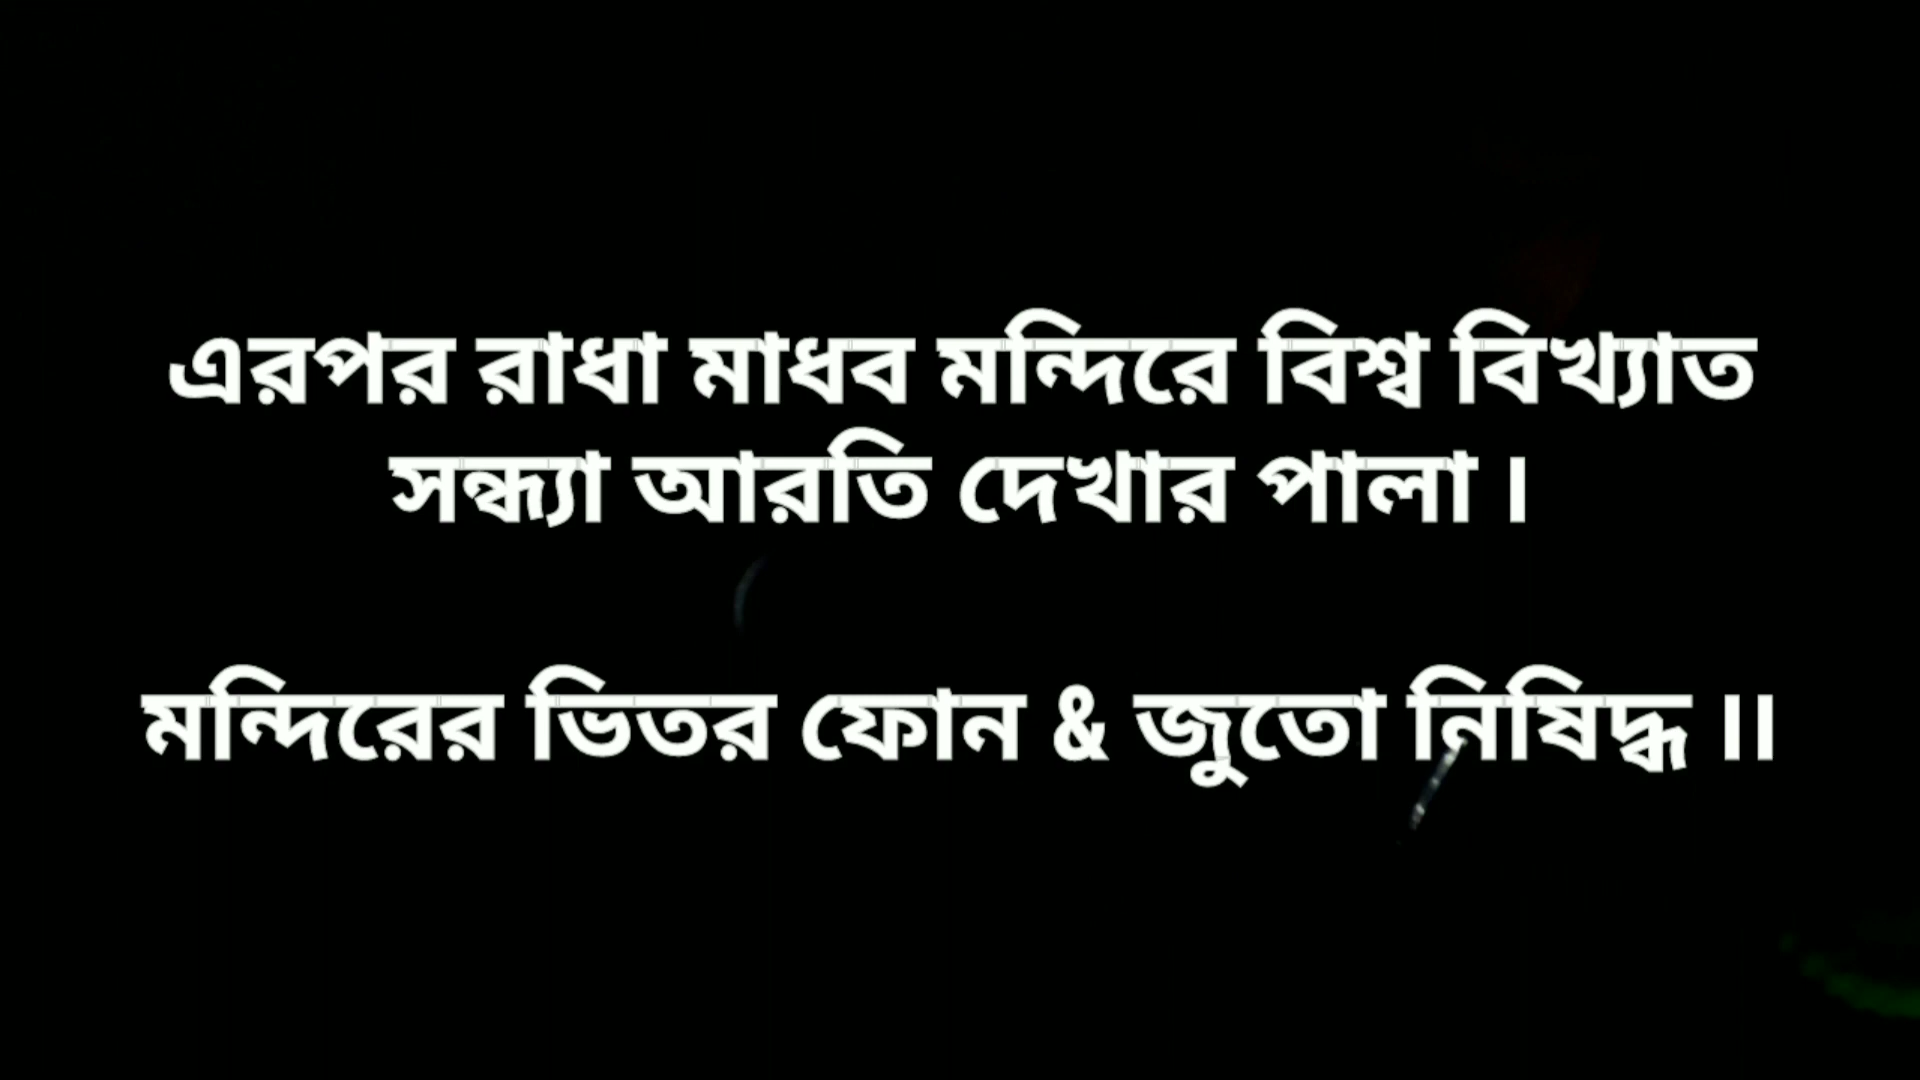 এরপর রাধা মাধব মন্দিরে বিশ্ব বিখ্যাত
সন্ধ্যা আরতি দেখার পালা ।
মন্দিরের ভিতর ফোন & জুতো নিষিদ্ধ ।।